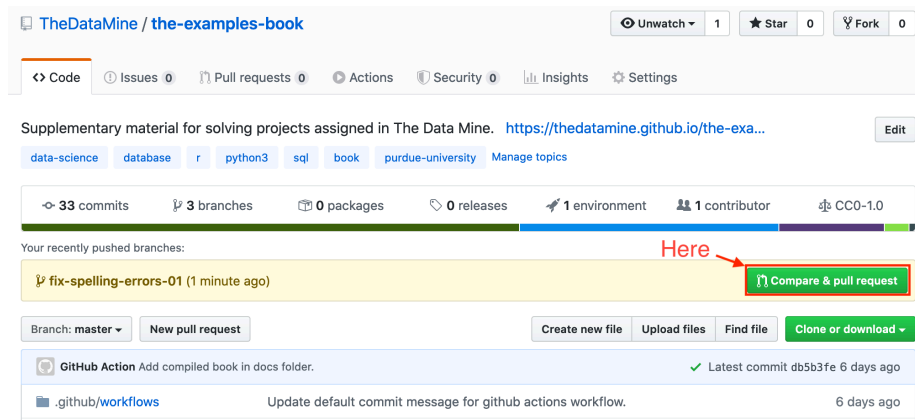 TheDataMine / the-examples-book Unwatch 1 Star 0 Fork 0
Code Issues 0 Pull requests 0 Actions Security 0 Insights Settings
Supplementary material for solving projects assigned in The Data Mine. https://thedatamine.github.io/the-exa... Edit
data-science database r python3 sql book purdue-university Manage topics
33 commits 3 branches 0 packages 0 releases 1 environment 1 contributor CC0-1.0
Your recently pushed branches:
Here
fix-spelling-errors-01 (1 minute ago) Compare & pull request
Branch: master New pull request Create new file Upload files Find file Clone or download
GitHub Action Add compiled book in docs folder. Latest commit db5b3fe 6 days ago
.github/workflows Update default commit message for github actions workflow. 6 days ago